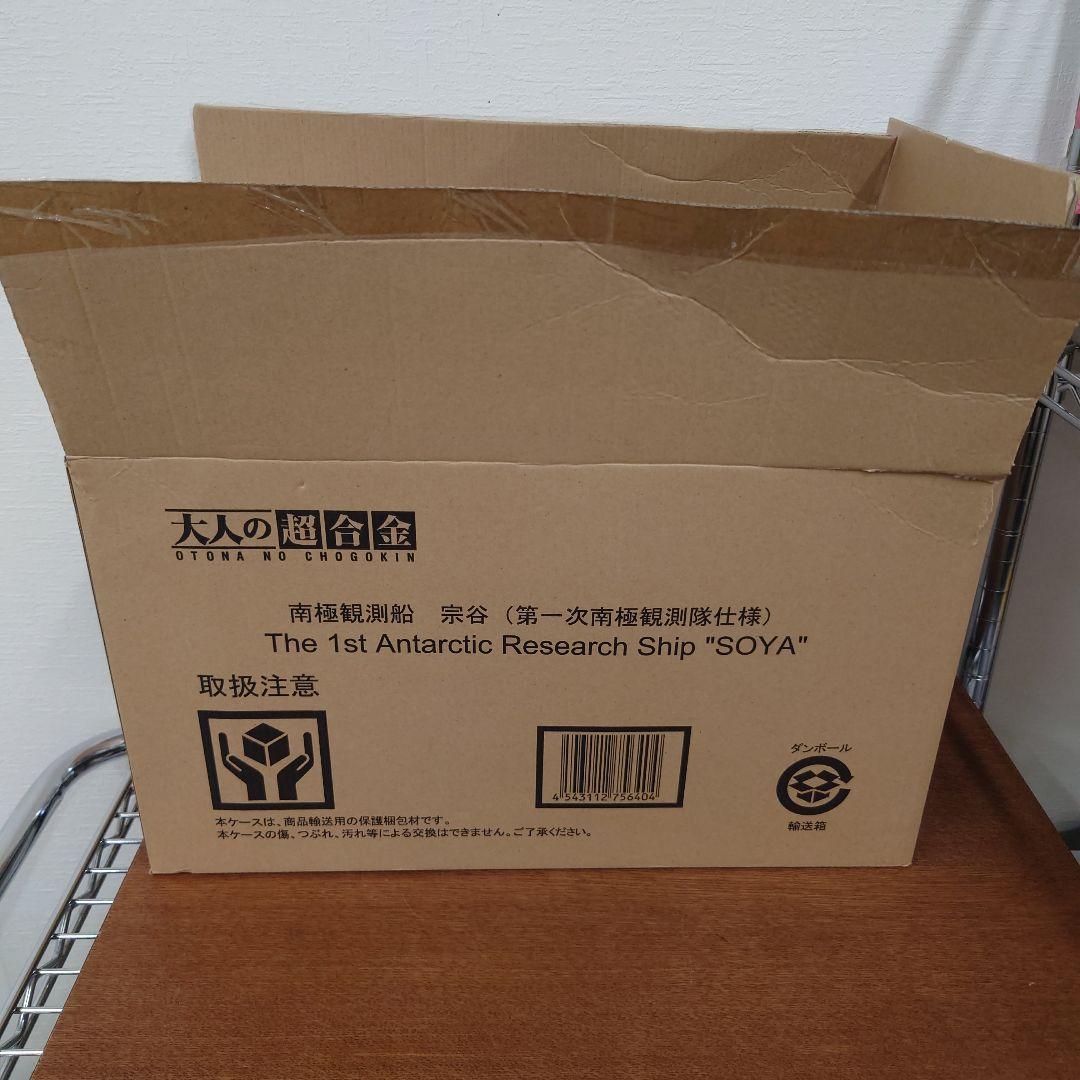 大人の超合金
OTONA NO CHOGOKIN
南極観測船 宗谷（第一次南極観測隊仕様）
The 1st Antarctic Research Ship "SOYA"
取扱注意
4 543112 756404
ダンボール
輸送箱
本ケースは、商品輸送用の保護梱包材です。
本ケースの傷、つぶれ、汚れ等による交換はできません。ご了承ください。